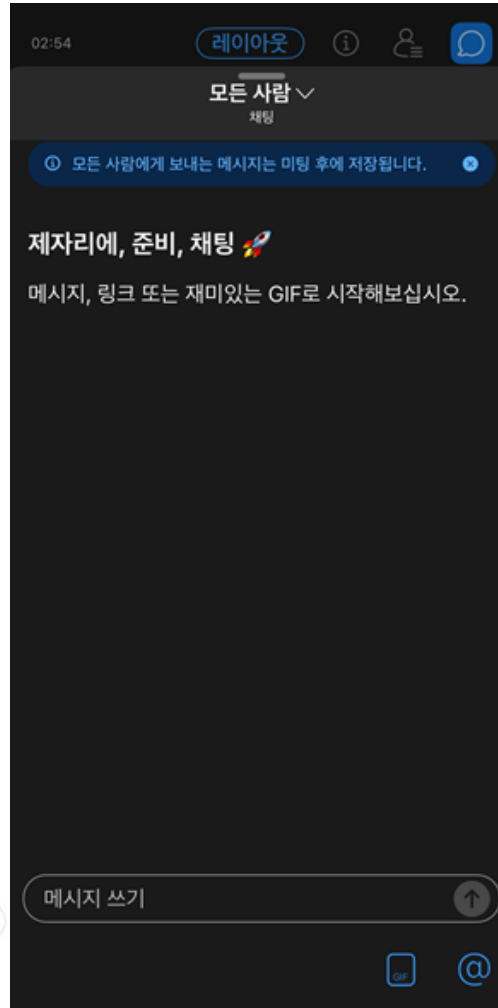 02:54
레이아웃
모든 사람
채팅
모든 사람에게 보내는 메시지는 미팅 후에 저장됩니다.
제자리에, 준비, 채팅 🚀
메시지, 링크 또는 재미있는 GIF로 시작해보십시오.
메시지 쓰기
GIF
@